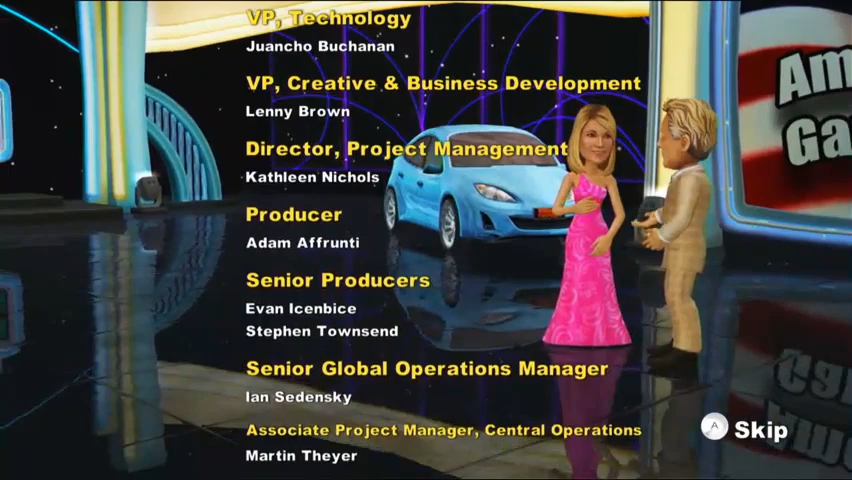 VP, Technology
Juancho Buchanan
VP, Creative & Business Development
Lenny Brown
Director, Project Management
Kathleen Nichols
Producer
Adam Affrunti
Senior Producers
Evan Icenbice
Stephen Townsend
Senior Global Operations Manager
Ian Sedensky
Associate Project Manager, Central Operations
Martin Theyer
Am
Ga
A Skip